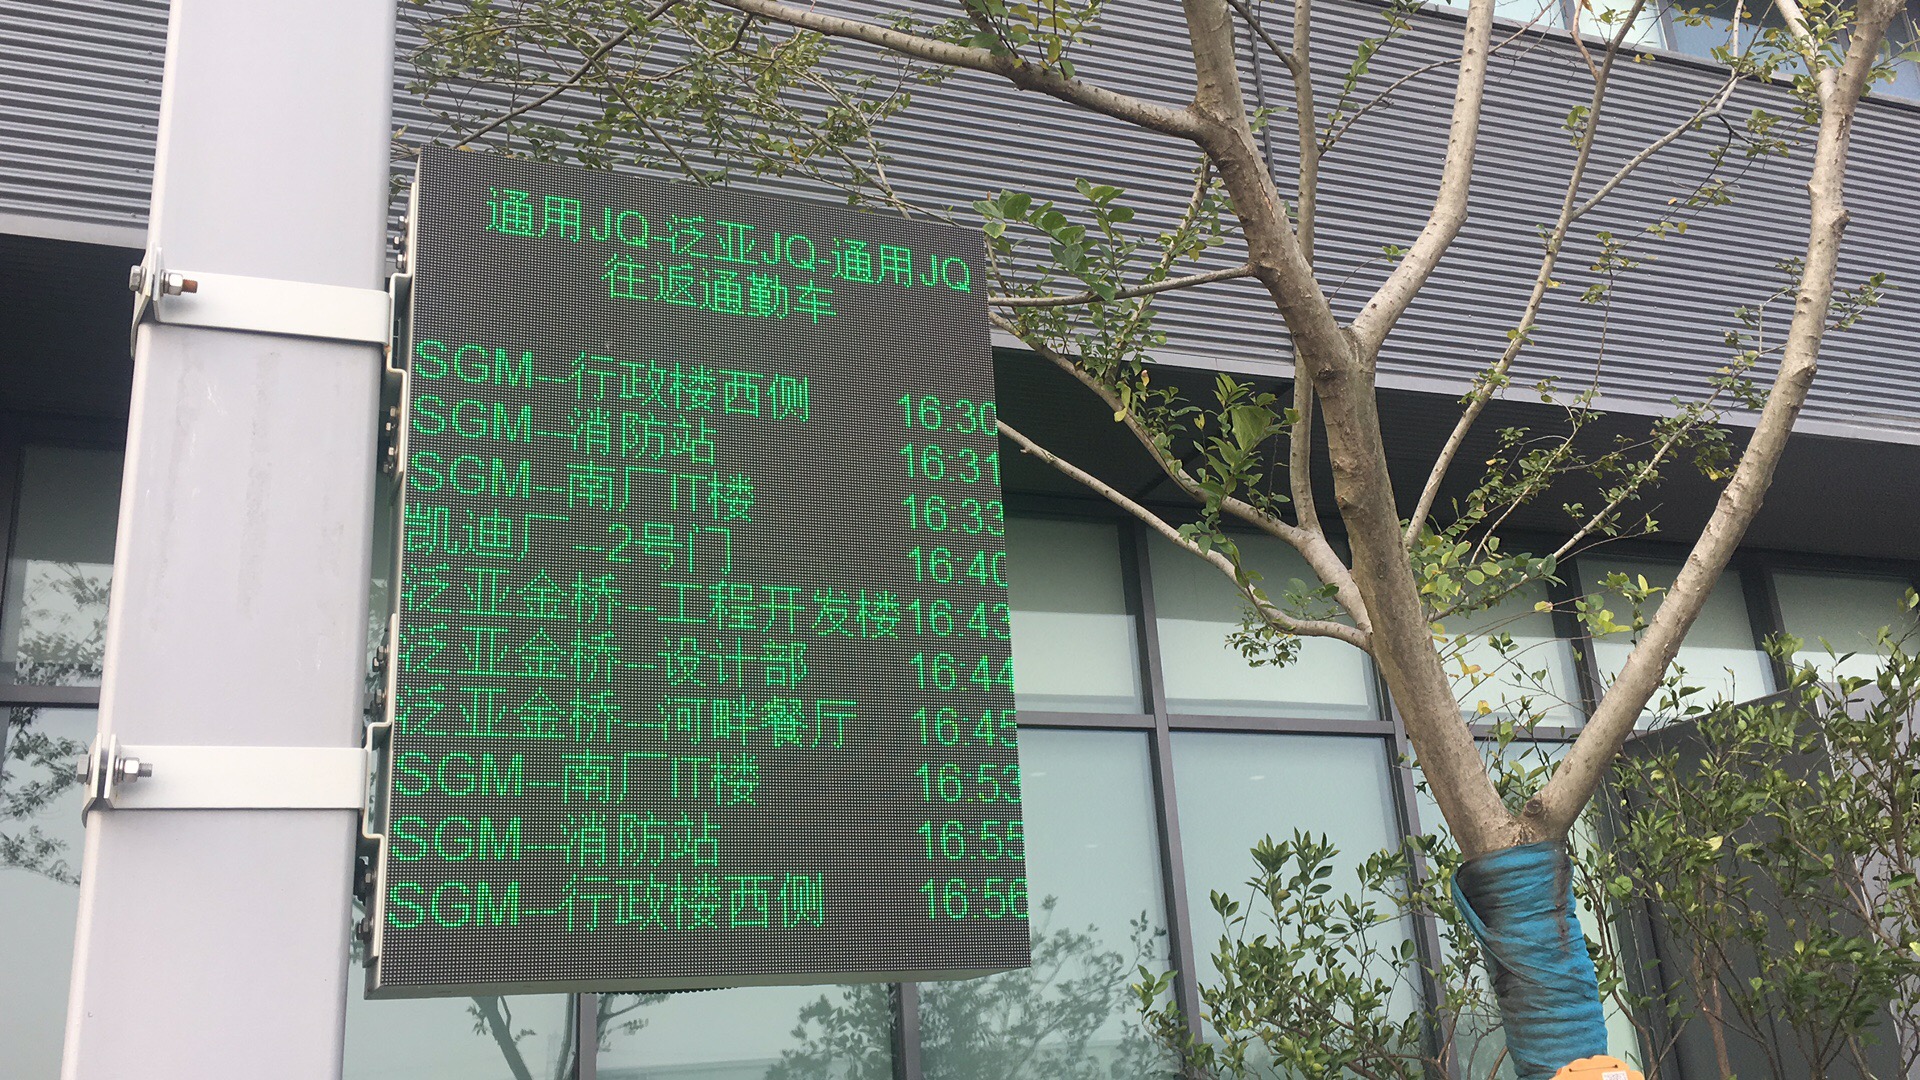 通用JQ-泛亚JQ-通用JQ
往返通勤车
SGM--行政楼西侧 16:30
SGM--消防站 16:31
SGM--南厂IT楼 16:33
凯迪厂--2号门 16:40
泛亚金桥--工程开发楼 16:43
泛亚金桥--设计部 16:44
泛亚金桥--河畔餐厅 16:45
SGM--南厂IT楼 16:53
SGM--消防站 16:55
SGM--行政楼西侧 16:56